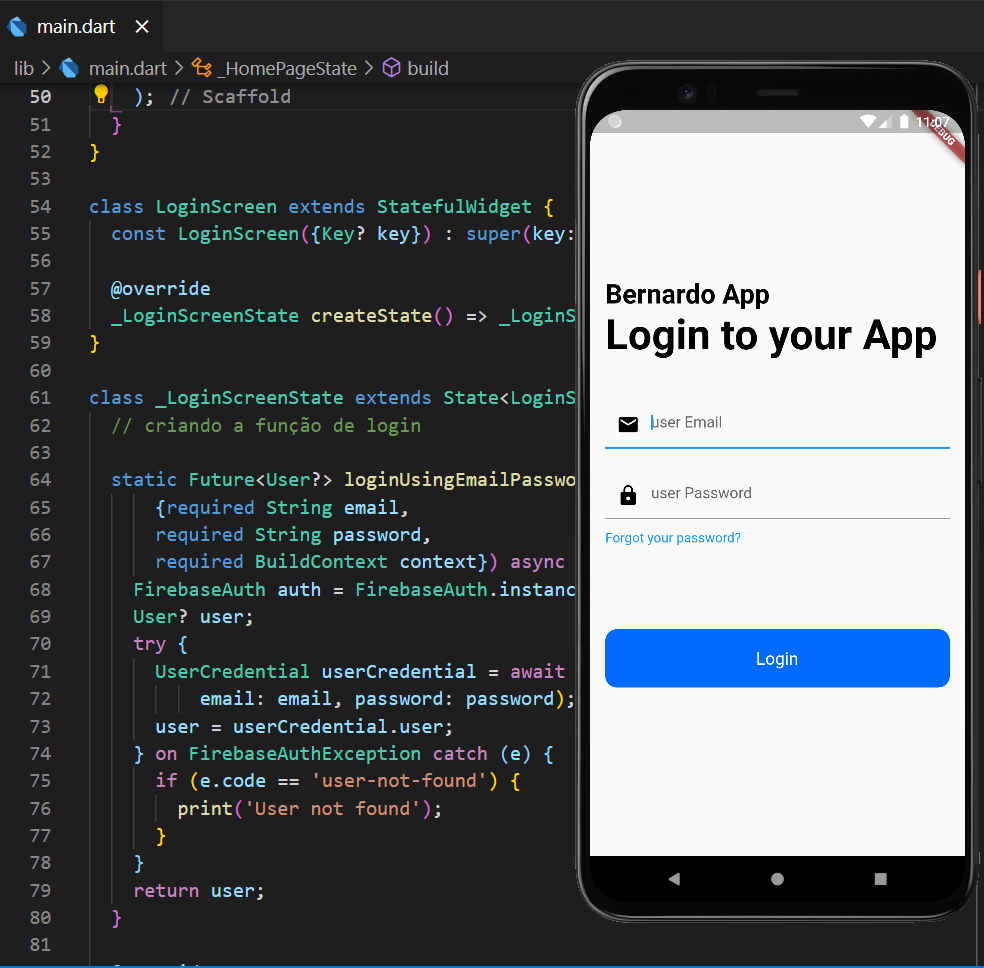 main.dart
lib > main.dart > _HomePageState > build
50 ); // Scaffold
51 }
52 }
53
54 class LoginScreen extends StatefulWidget {
55 const LoginScreen({Key? key}) : super(key:
56
57 @override
58 _LoginScreenState createState() => _LoginS
59 }
60
61 class _LoginScreenState extends State<LoginS
62 // criando a função de login
63
64 static Future<User?> loginUsingEmailPasswo
65 {required String email,
66 required String password,
67 required BuildContext context}) async
68 FirebaseAuth auth = FirebaseAuth.instanc
69 User? user;
70 try {
71 UserCredential userCredential = await
72 email: email, password: password);
73 user = userCredential.user;
74 } on FirebaseAuthException catch (e) {
75 if (e.code == 'user-not-found') {
76 print('User not found');
77 }
78 }
79 return user;
80 }
81
11:07
DEBUG
Bernardo App
Login to your App
user Email
user Password
Forgot your password?
Login